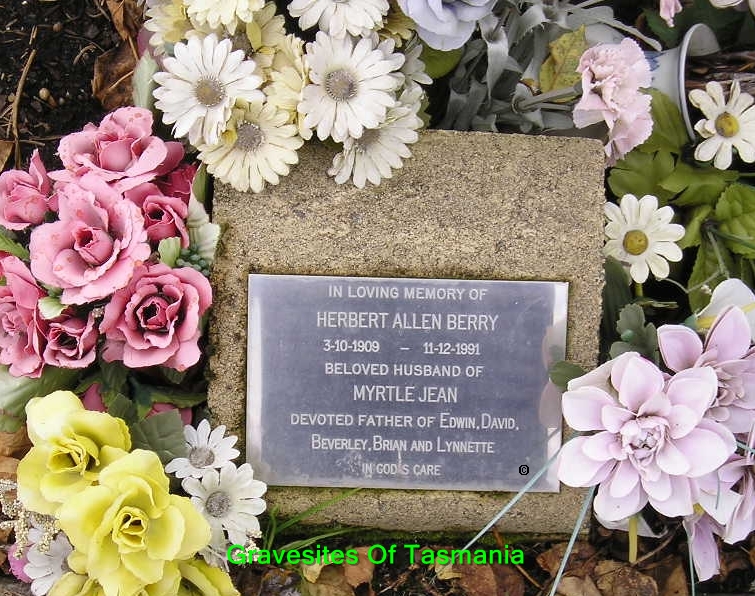 IN LOVING MEMORY OF
HERBERT ALLEN BERRY
3-10-1909 – 11-12-1991
BELOVED HUSBAND OF
MYRTLE JEAN
DEVOTED FATHER OF EDWIN, DAVID,
BEVERLEY, BRIAN AND LYNNETTE
IN GOD'S CARE
©
Gravesites Of Tasmania